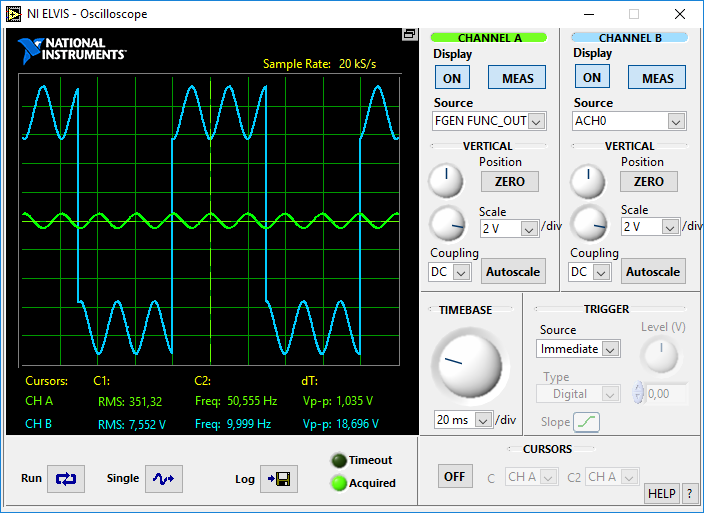 NI ELVIS - Oscilloscope
NATIONAL
INSTRUMENTS™
Sample Rate: 20 kS/s
Cursors: C1: C2: dT:
CH A RMS: 351,32 Freq: 50,555 Hz Vp-p: 1,035 V
CH B RMS: 7,552 V Freq: 9,999 Hz Vp-p: 18,696 V
Run Single Log Timeout
Acquired
CHANNEL A
Display
ON MEAS
Source
FGEN FUNC_OUT
VERTICAL
Position
ZERO
Scale
2 V /div
Coupling
DC Autoscale
CHANNEL B
Display
ON MEAS
Source
ACH0
VERTICAL
Position
ZERO
Scale
2 V /div
Coupling
DC Autoscale
TIMEBASE
20 ms /div
TRIGGER
Source Level (V)
Immediate
Type
Digital 0,00
Slope
CURSORS
OFF C CH A C2 CH A
HELP ?